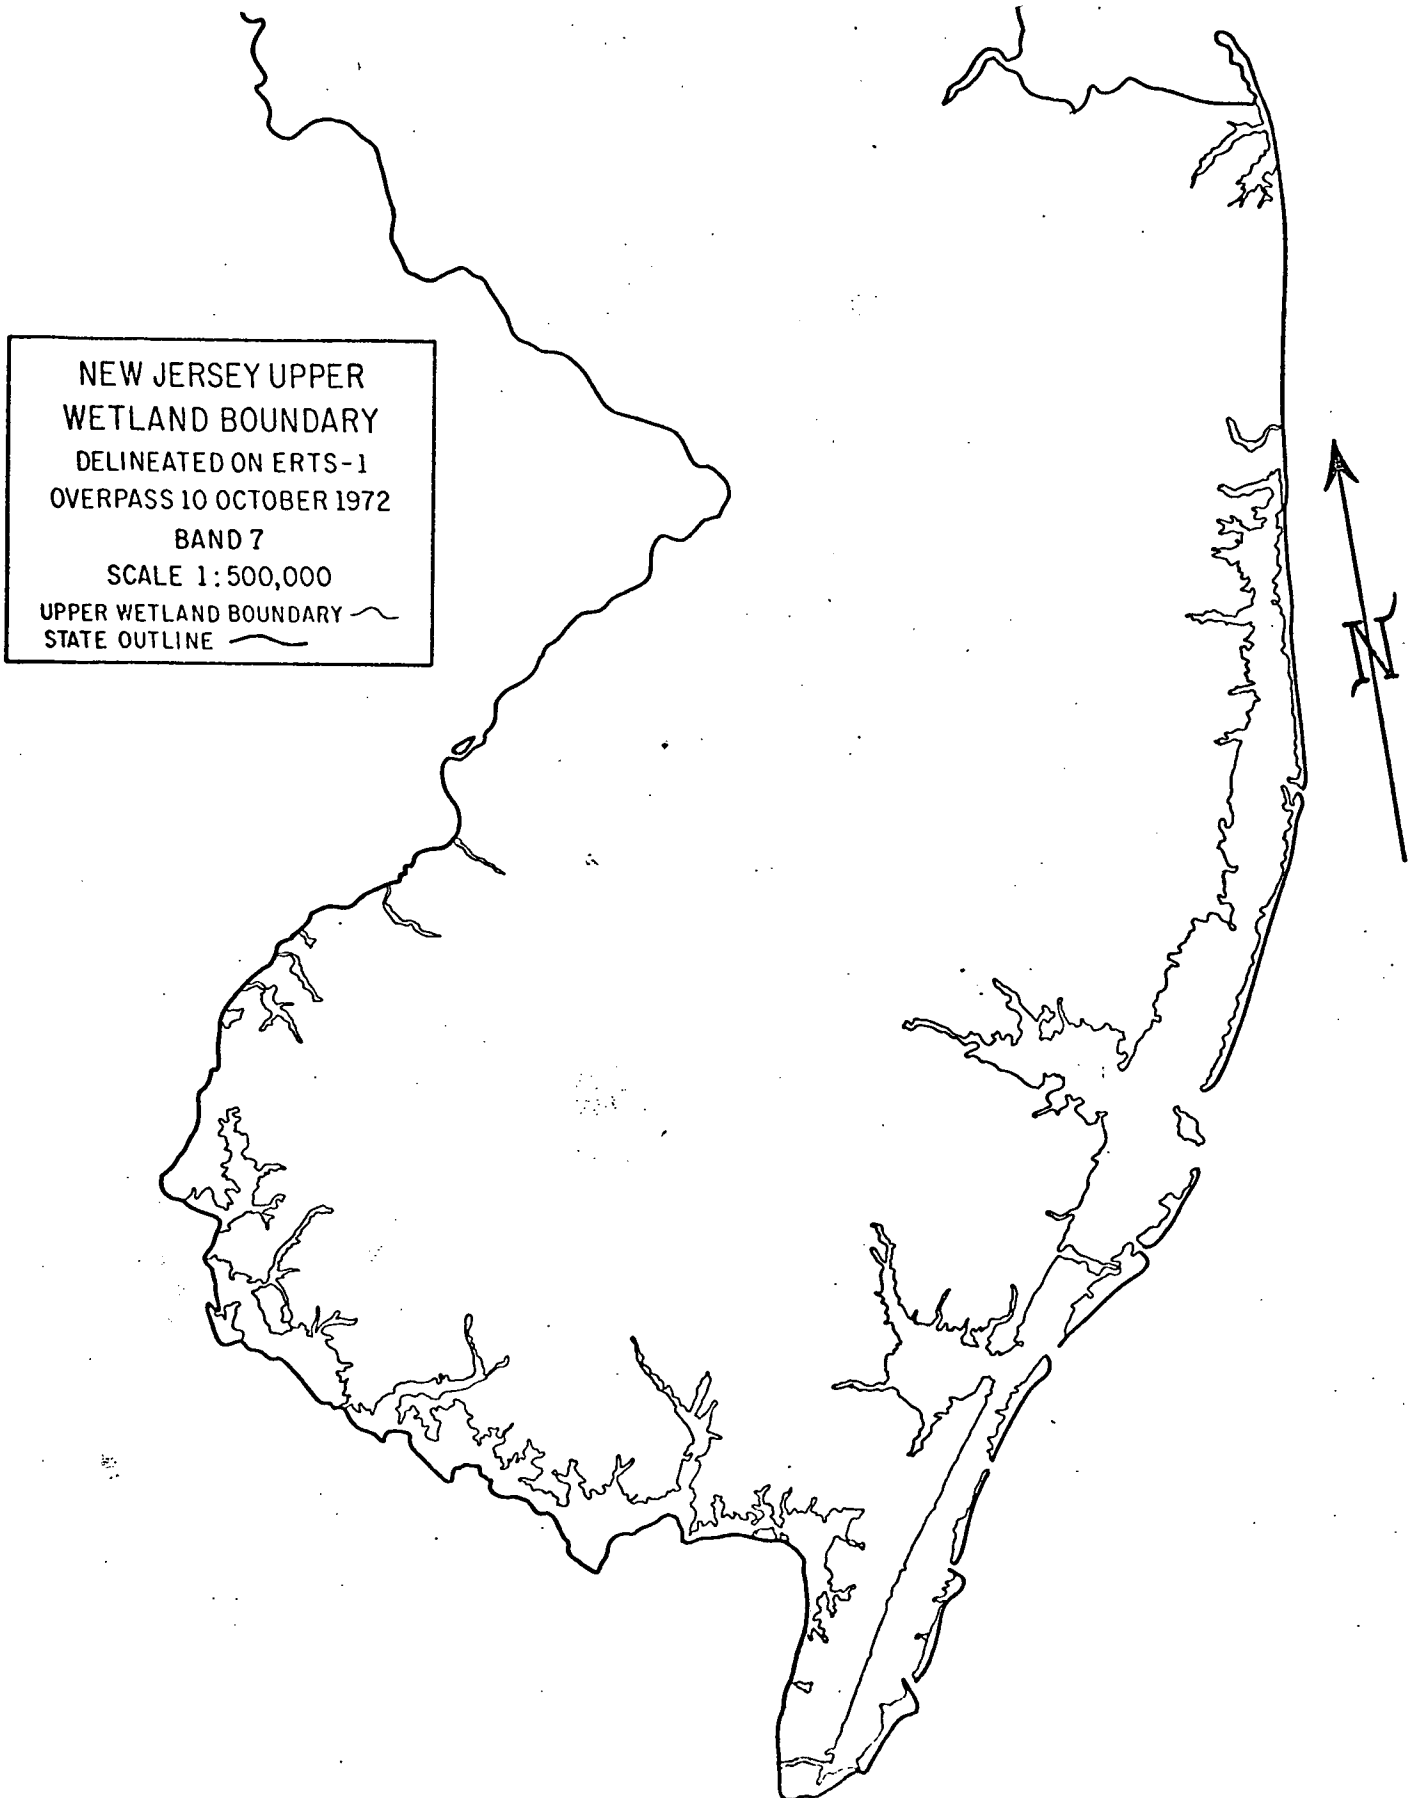 NEW JERSEY UPPER
WETLAND BOUNDARY
DELINEATED ON ERTS-1
OVERPASS 10 OCTOBER 1972
BAND 7
SCALE 1:500,000
UPPER WETLAND BOUNDARY
STATE OUTLINE
N